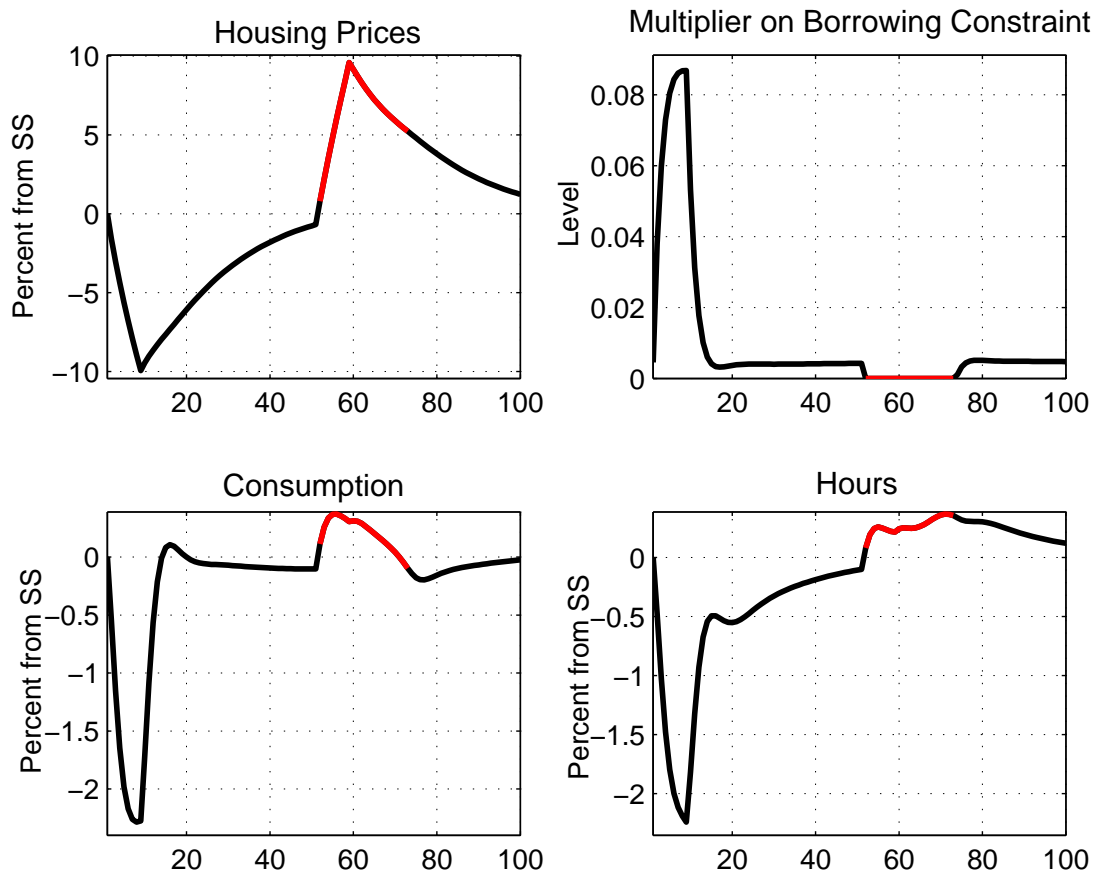 Housing Prices
Percent from SS
10
5
0
−5
−10
20 40 60 80 100
Multiplier on Borrowing Constraint
Level
0.08
0.06
0.04
0.02
0
20 40 60 80 100
Consumption
Percent from SS
0
−0.5
−1
−1.5
−2
20 40 60 80 100
Hours
Percent from SS
0
−0.5
−1
−1.5
−2
20 40 60 80 100